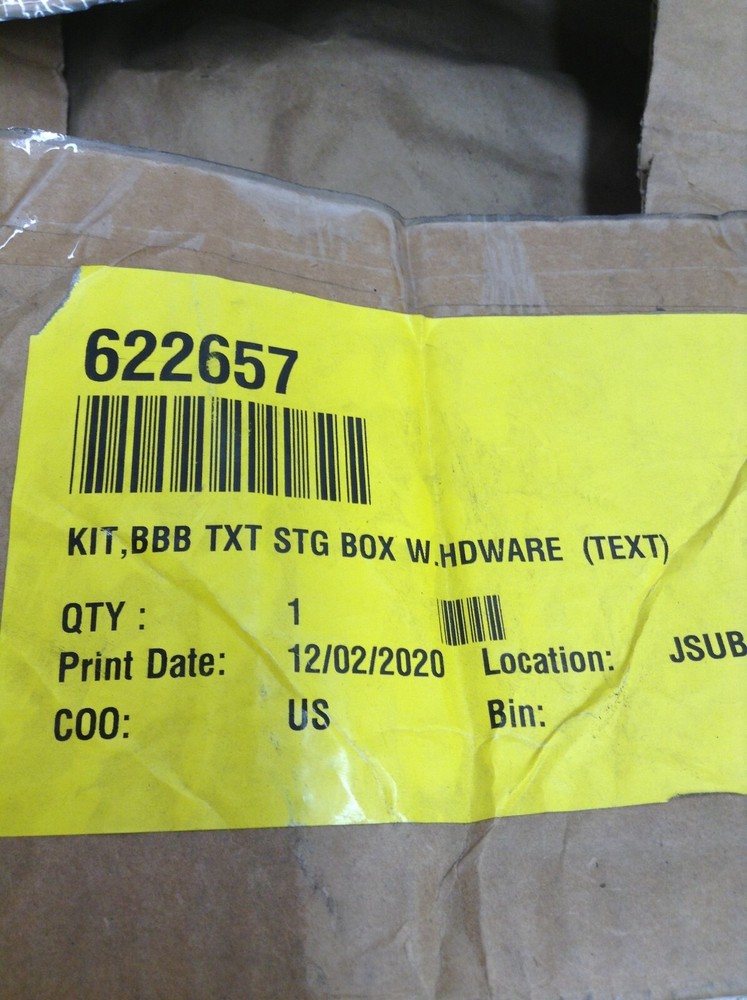 622657
KIT,BBB TXT STG BOX W.HDWARE (TEXT)
QTY : 1
Print Date: 12/02/2020 Location: JSUB
COO: US Bin: